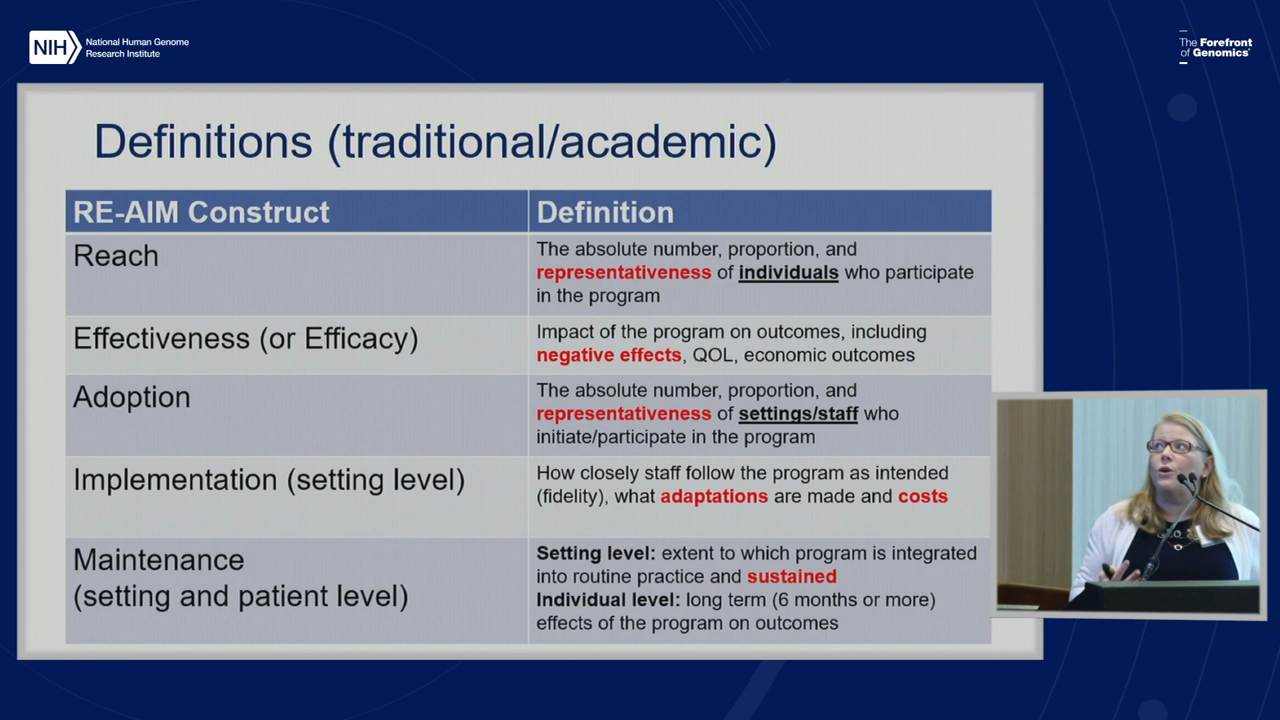 NIH
National Human Genome
Research Institute
The Forefront
of Genomics®
Definitions (traditional/academic)
RE-AIM Construct
Definition
Reach
The absolute number, proportion, and
representativeness of individuals who participate
in the program
Effectiveness (or Efficacy)
Impact of the program on outcomes, including
negative effects, QOL, economic outcomes
Adoption
The absolute number, proportion, and
representativeness of settings/staff who
initiate/participate in the program
Implementation (setting level)
How closely staff follow the program as intended
(fidelity), what adaptations are made and costs
Maintenance
(setting and patient level)
Setting level: extent to which program is integrated
into routine practice and sustained
Individual level: long term (6 months or more)
effects of the program on outcomes